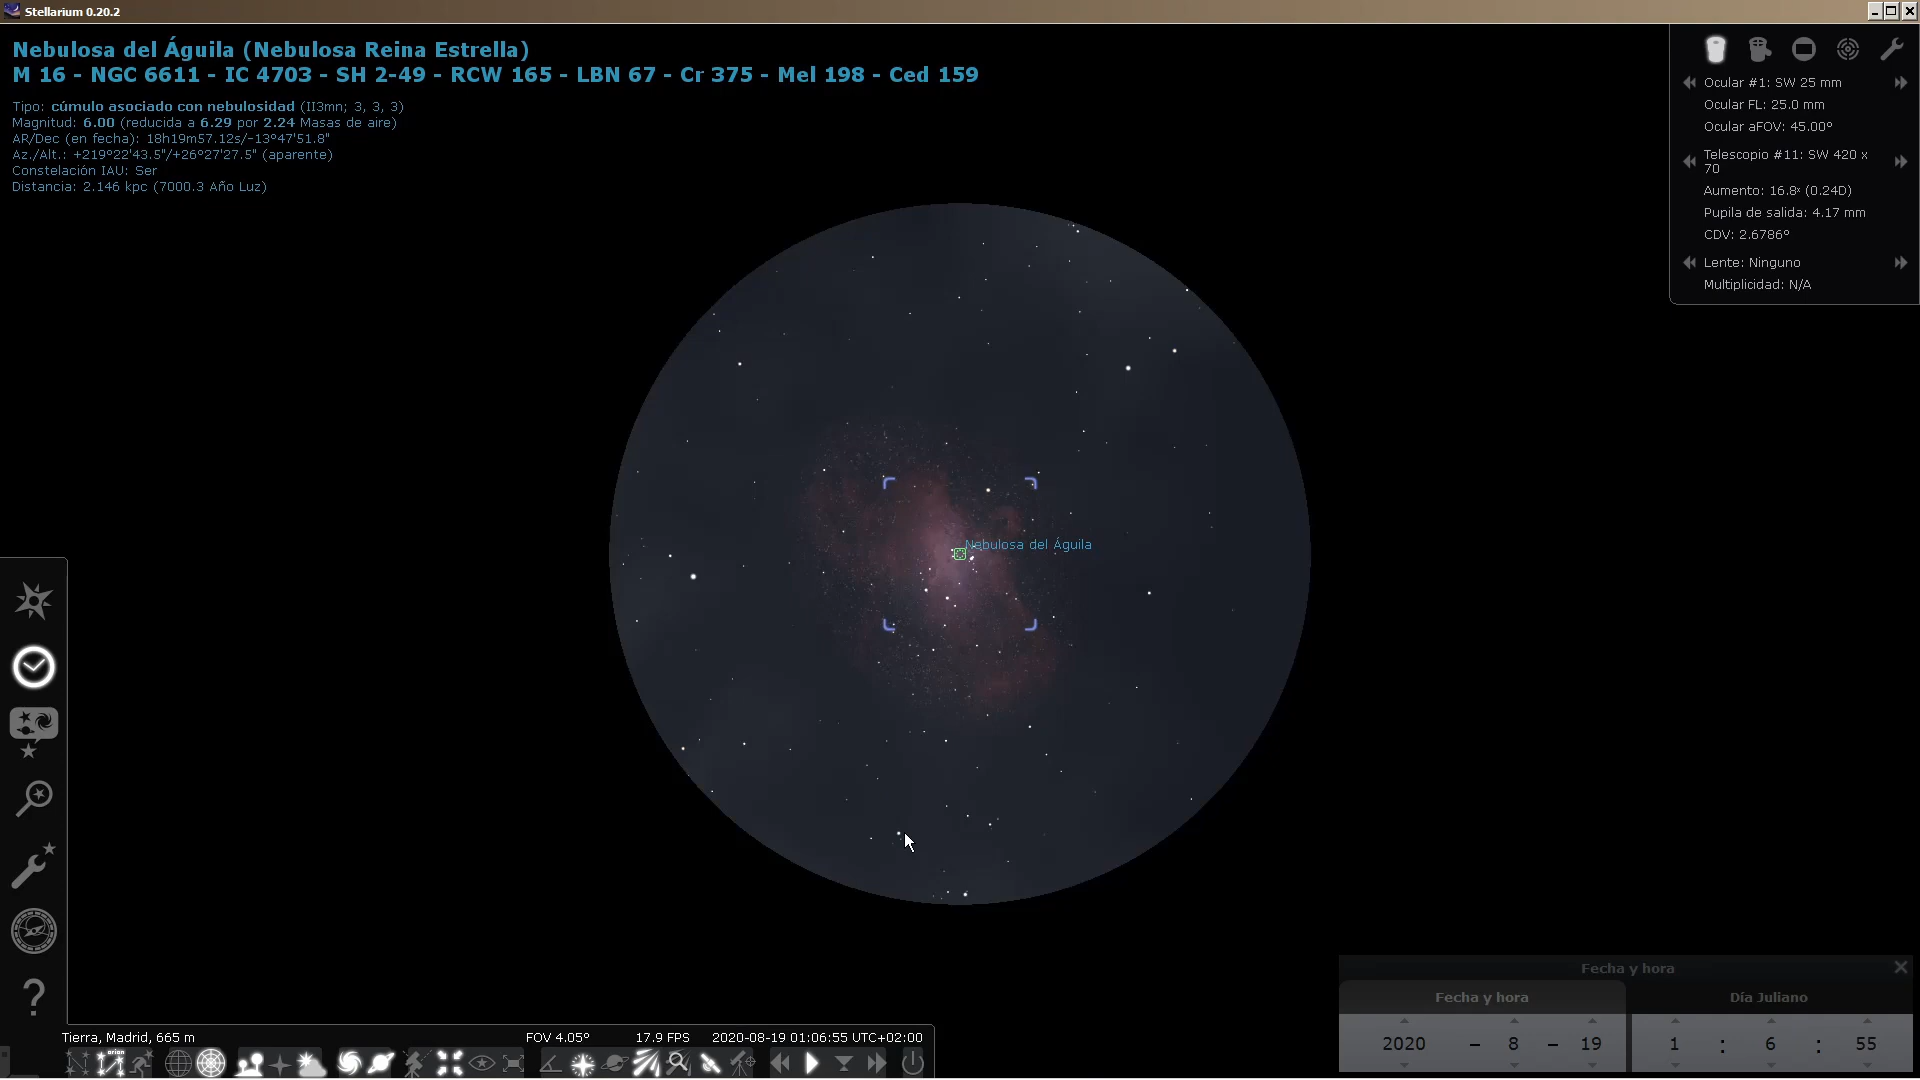 Stellarium 0.20.2
Nebulosa del Águila (Nebulosa Reina Estrella)
M 16 - NGC 6611 - IC 4703 - SH 2-49 - RCW 165 - LBN 67 - Cr 375 - Mel 198 - Ced 159
Tipo: cúmulo asociado con nebulosidad (II3mn; 3, 3, 3)
Magnitud: 6.00 (reducida a 6.29 por 2.24 Masas de aire)
AR/Dec (en fecha): 18h19m57.12s/-13°47'51.8"
Az./Alt.: +219°22'43.5"/+26°27'27.5" (aparente)
Constelación IAU: Ser
Distancia: 2.146 kpc (7000.3 Año Luz)
Ocular #1: SW 25 mm
Ocular FL: 25.0 mm
Ocular aFOV: 45.00°
Telescopio #11: SW 420 x
70
Aumento: 16.8ˣ (0.24D)
Pupila de salida: 4.17 mm
CDV: 2.6786°
Lente: Ninguno
Multiplicidad: N/A
Nebulosa del Águila
Fecha y hora
Fecha y hora Día Juliano
2020 - 8 - 19 1 : 6 : 55
Tierra, Madrid, 665 m FOV 4.05° 17.9 FPS 2020-08-19 01:06:55 UTC+02:00
orion